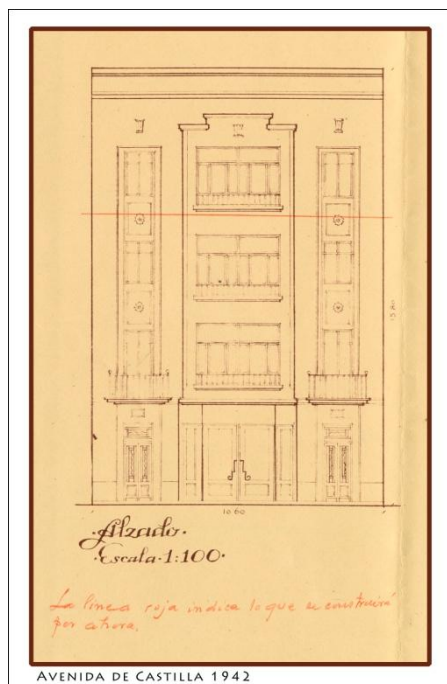 10.60
·Alzado·
·Escala·1:100·
La línea roja indica lo que se construirá
por ahora.
AVENIDA DE CASTILLA 1942